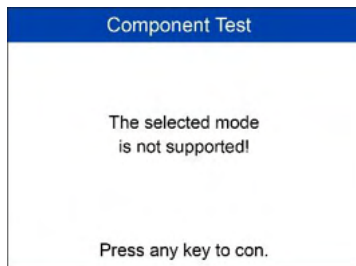 Component Test
The selected mode
is not supported!
Press any key to con.